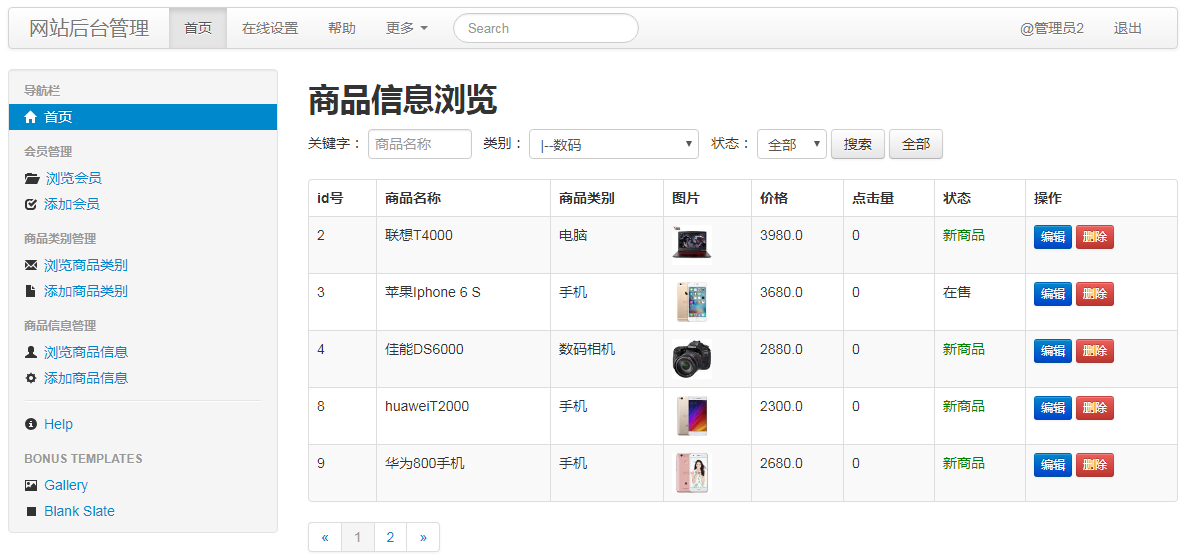 网站后台管理 首页 在线设置 帮助 更多 Search @管理员2 退出
导航栏
首页
会员管理
浏览会员
添加会员
商品类别管理
浏览商品类别
添加商品类别
商品信息管理
浏览商品信息
添加商品信息
Help
BONUS TEMPLATES
Gallery
Blank Slate
商品信息浏览
关键字： 商品名称 类别： |--数码 状态： 全部 搜索 全部
id号 商品名称 商品类别 图片 价格 点击量 状态 操作
2 联想T4000 电脑 3980.0 0 新商品 编辑 删除
3 苹果Iphone 6 S 手机 3680.0 0 在售 编辑 删除
4 佳能DS6000 数码相机 2880.0 0 新商品 编辑 删除
8 huaweiT2000 手机 2300.0 0 新商品 编辑 删除
9 华为800手机 手机 2680.0 0 新商品 编辑 删除
« 1 2 »